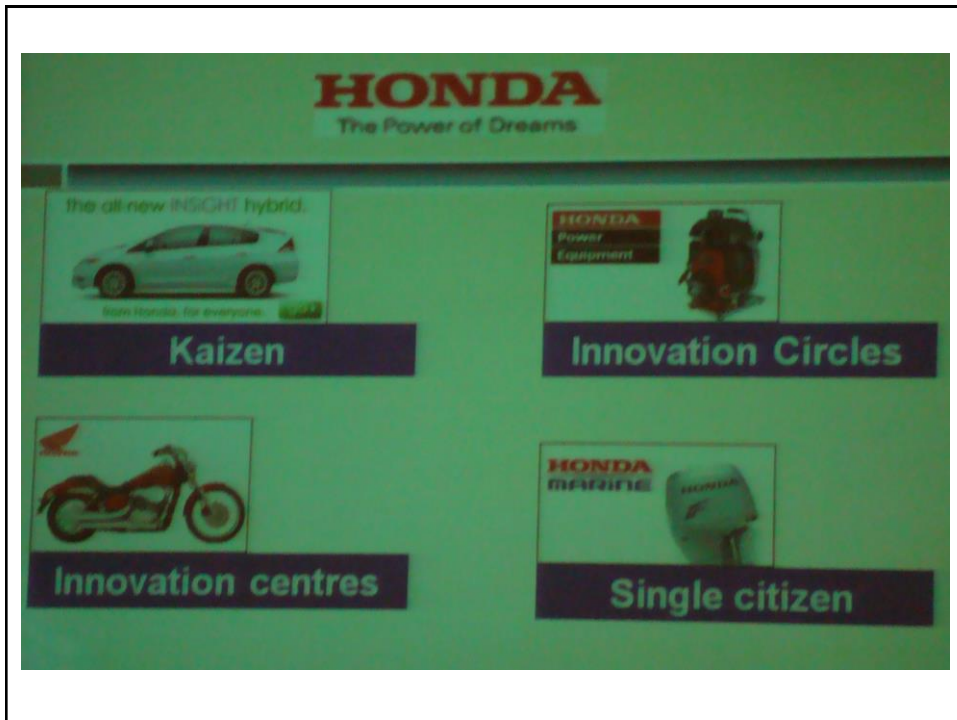 HONDA
The Power of Dreams
the all-new INSIGHT hybrid.
from Honda, for everyone.
Kaizen
HONDA
Power
Equipment
Innovation Circles
HONDA
Innovation centres
HONDA
MARINE
HONDA
Single citizen